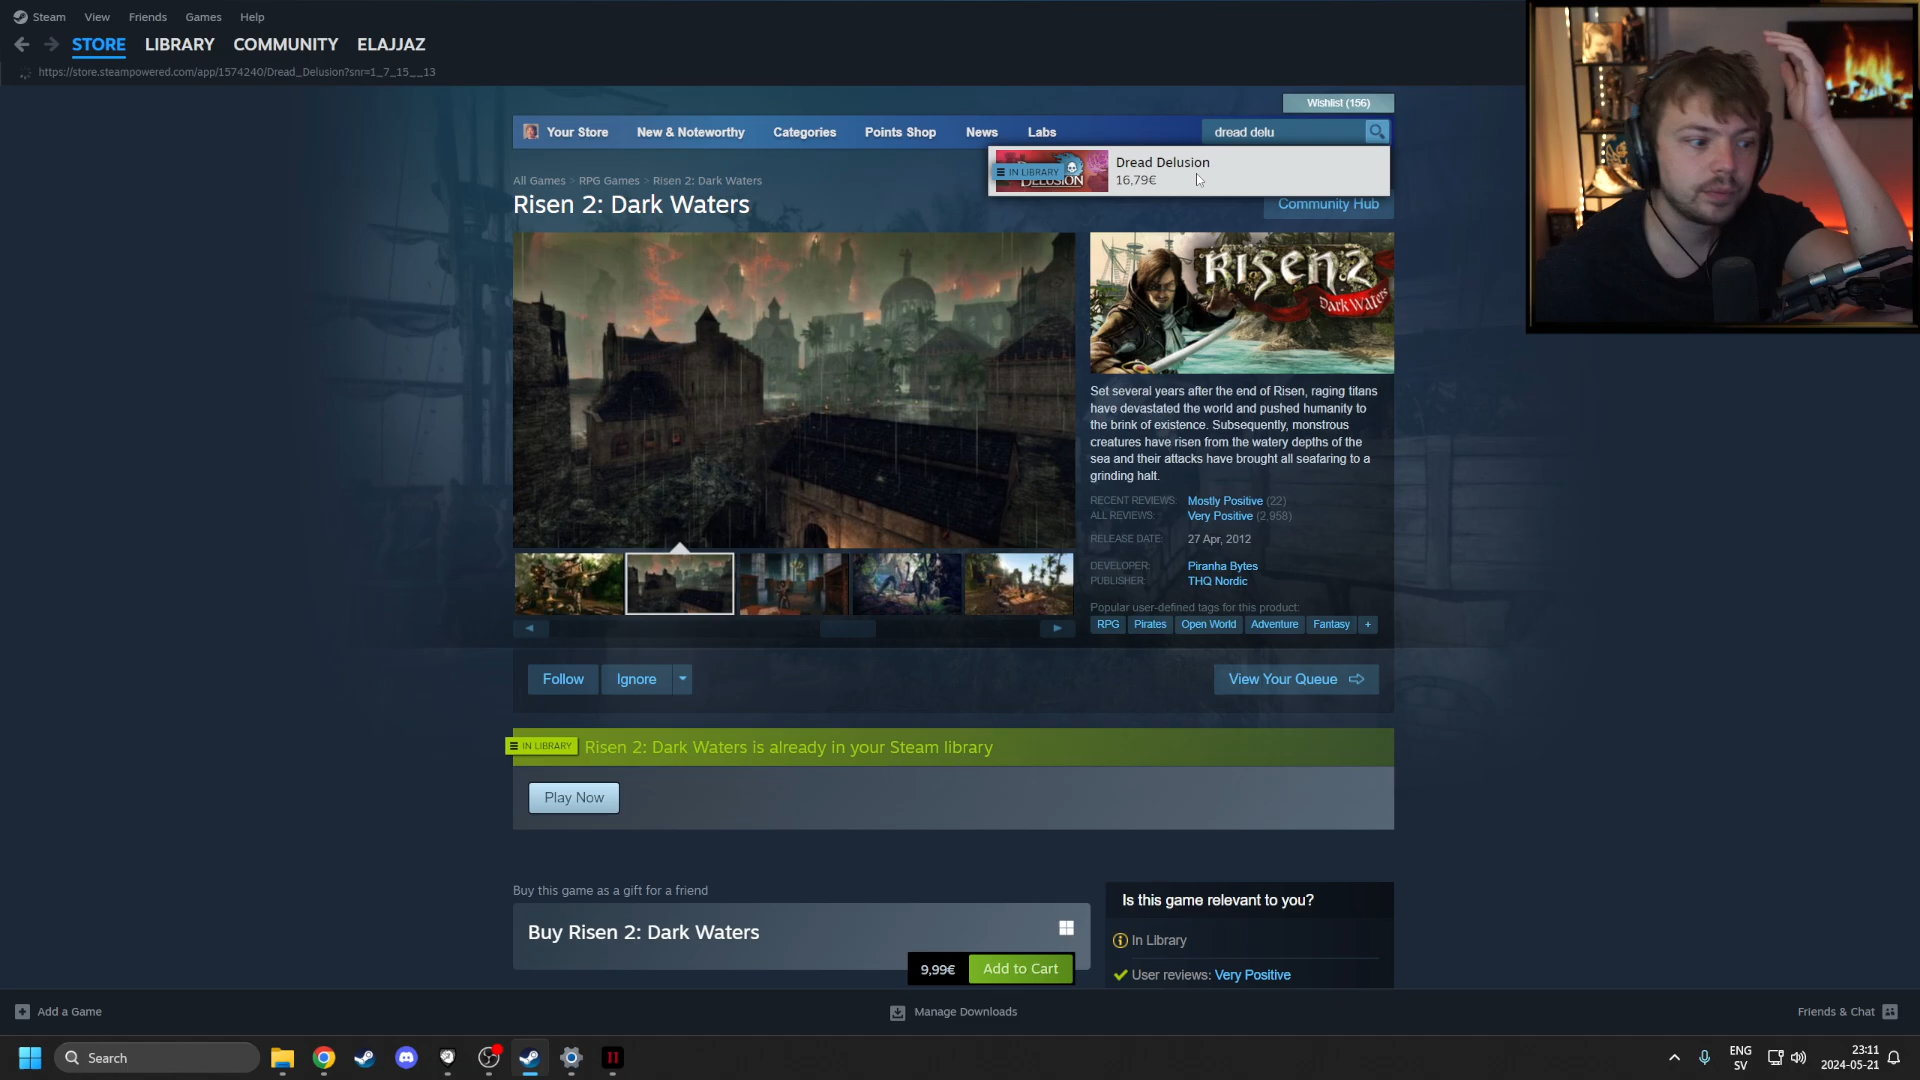 Steam View Friends Games Help
STORE LIBRARY COMMUNITY ELAJJAZ
https://store.steampowered.com/app/1574240/Dread_Delusion?snr=1_7_15__13
Wishlist (156)
Your Store New & Noteworthy Categories Points Shop News Labs dread delu
Dread Delusion
IN LIBRARY
DELUSION
16,79€
All Games > RPG Games > Risen 2: Dark Waters
Risen 2: Dark Waters
Community Hub
RISEN 2
Dark Waters
Set several years after the end of Risen, raging titans
have devastated the world and pushed humanity to
the brink of existence. Subsequently, monstrous
creatures have risen from the watery depths of the
sea and their attacks have brought all seafaring to a
grinding halt.
RECENT REVIEWS: Mostly Positive (22)
ALL REVIEWS: Very Positive (2,958)
RELEASE DATE: 27 Apr, 2012
DEVELOPER: Piranha Bytes
PUBLISHER: THQ Nordic
Popular user-defined tags for this product:
RPG Pirates Open World Adventure Fantasy +
Follow Ignore View Your Queue
IN LIBRARY Risen 2: Dark Waters is already in your Steam library
Play Now
Buy this game as a gift for a friend
Buy Risen 2: Dark Waters
9,99€ Add to Cart
Is this game relevant to you?
In Library
User reviews: Very Positive
Add a Game Manage Downloads Friends & Chat
Search
ENG
SV
23:11
2024-05-21